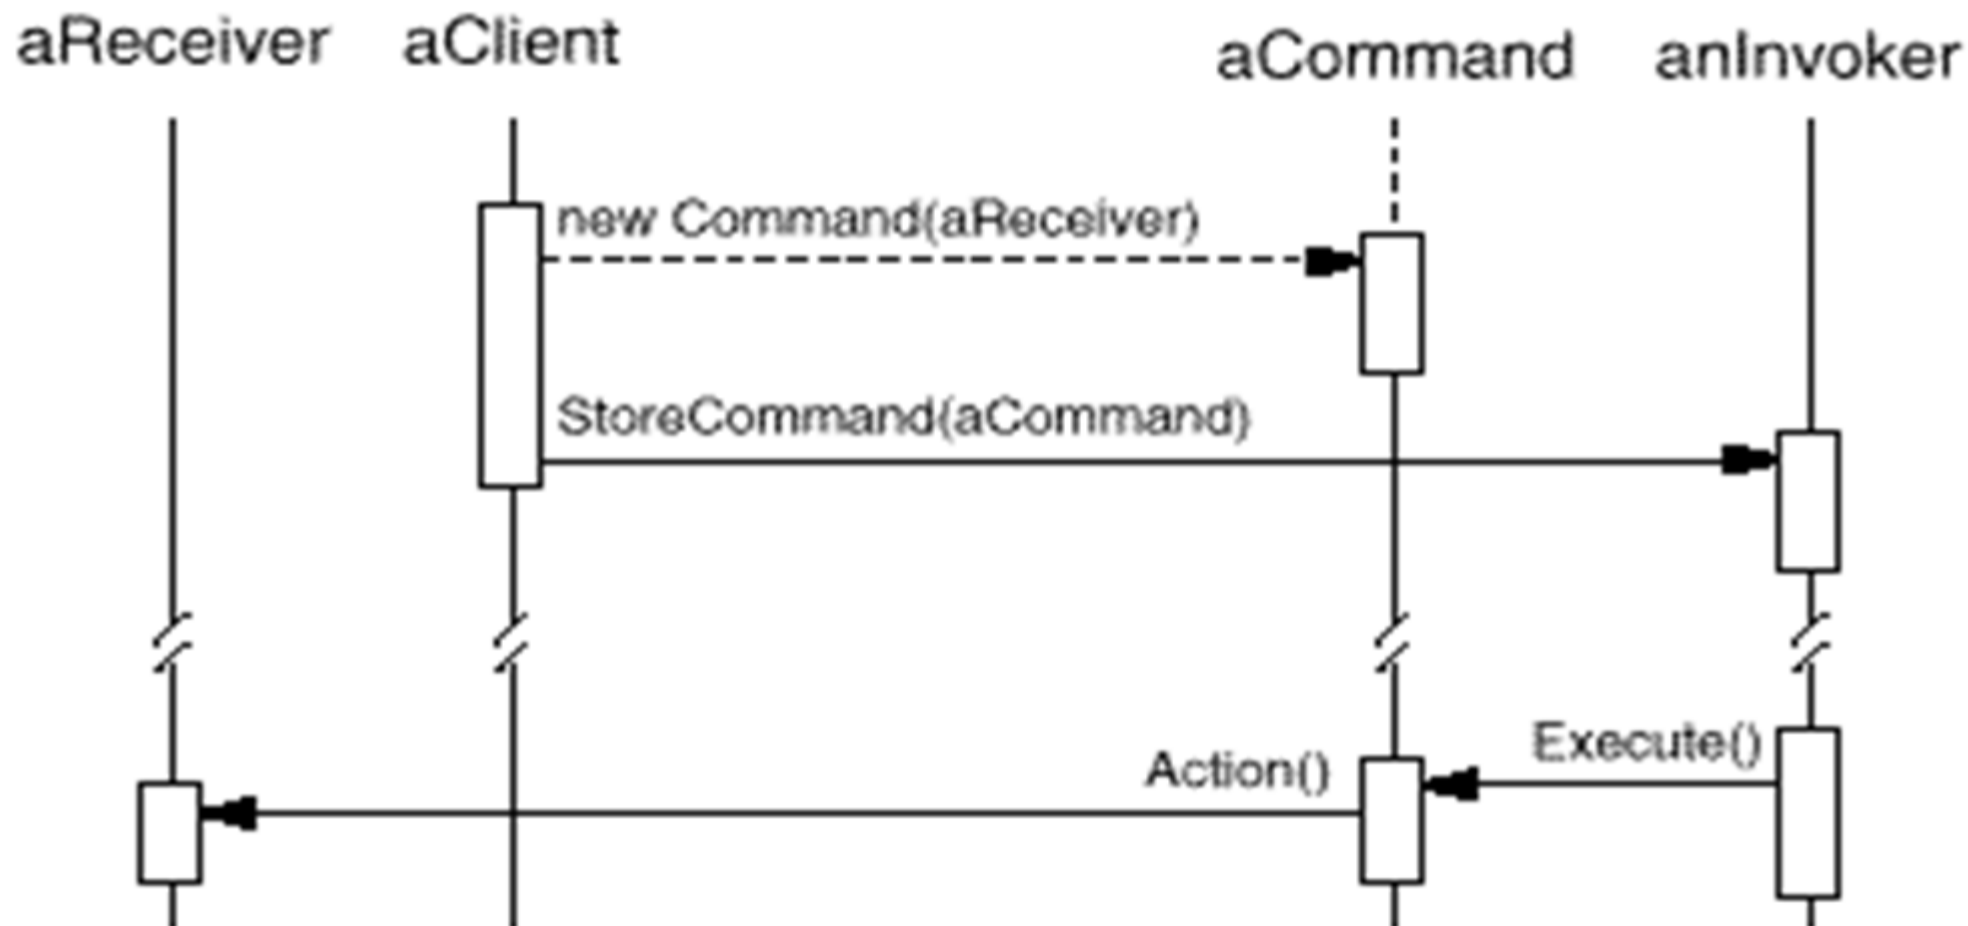 aReceiver aClient aCommand anInvoker
new Command(aReceiver)
StoreCommand(aCommand)
Execute()
Action()